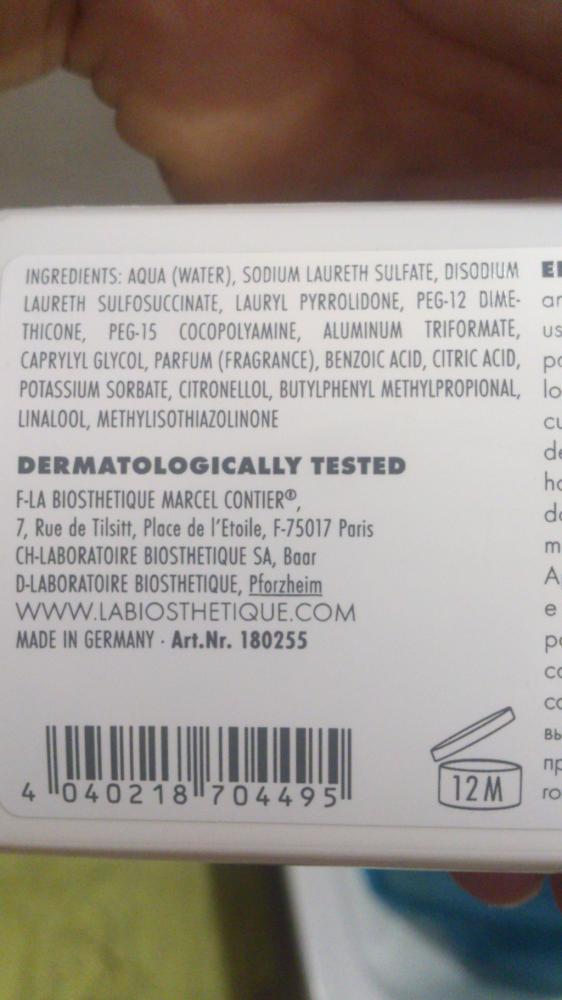 INGREDIENTS: AQUA (WATER), SODIUM LAURETH SULFATE, DISODIUM
LAURETH SULFOSUCCINATE, LAURYL PYRROLIDONE, PEG-12 DIME-
THICONE, PEG-15 COCOPOLYAMINE, ALUMINUM TRIFORMATE,
CAPRYLYL GLYCOL, PARFUM (FRAGRANCE), BENZOIC ACID, CITRIC ACID,
POTASSIUM SORBATE, CITRONELLOL, BUTYLPHENYL METHYLPROPIONAL,
LINALOOL, METHYLISOTHIAZOLINONE
DERMATOLOGICALLY TESTED
F-LA BIOSTHETIQUE MARCEL CONTIER®,
7, Rue de Tilsitt, Place de l'Etoile, F-75017 Paris
CH-LABORATOIRE BIOSTHETIQUE SA, Baar
D-LABORATOIRE BIOSTHETIQUE, Pforzheim
WWW.LABIOSTHETIQUE.COM
MADE IN GERMANY · Art.Nr. 180255
4 040218 704495
12 M